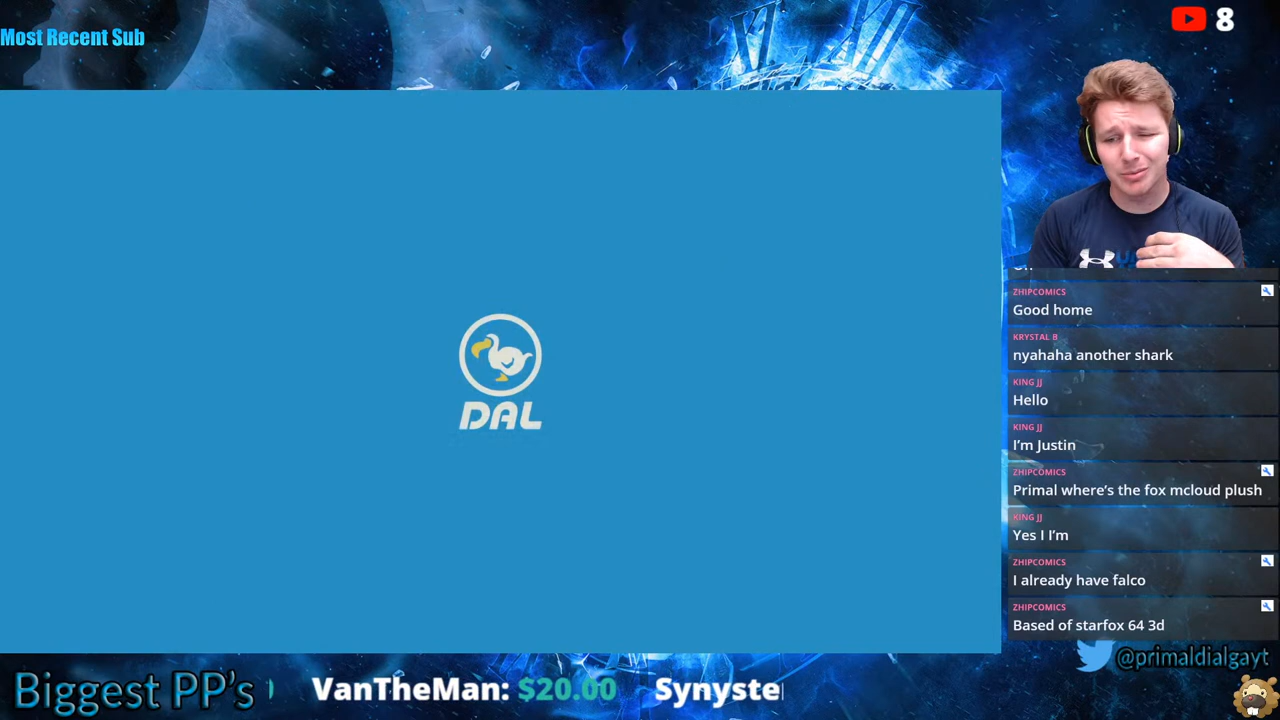 Most Recent Sub
8
DAL
ZHIPCOMICS
Good home
KRYSTAL B
nyahaha another shark
KING JJ
Hello
KING JJ
I'm Justin
ZHIPCOMICS
Primal where's the fox mcloud plush
KING JJ
Yes I I'm
ZHIPCOMICS
I already have falco
ZHIPCOMICS
Based of starfox 64 3d
@primaldialgayt
Biggest PP's ) VanTheMan: $20.00 Synyste